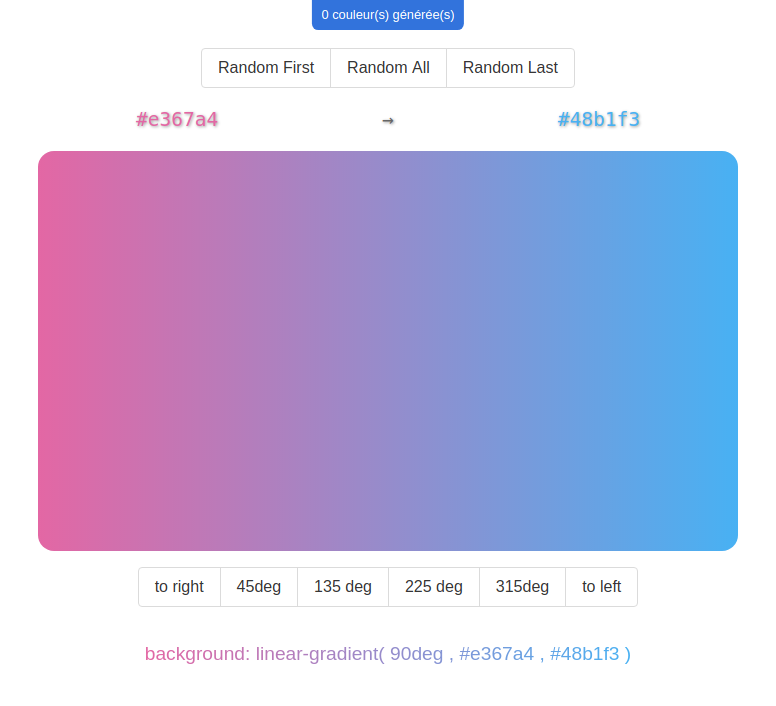 0 couleur(s) générée(s)
Random First Random All Random Last
#e367a4 → #48b1f3
to right 45deg 135 deg 225 deg 315deg to left
background: linear-gradient( 90deg , #e367a4 , #48b1f3 )